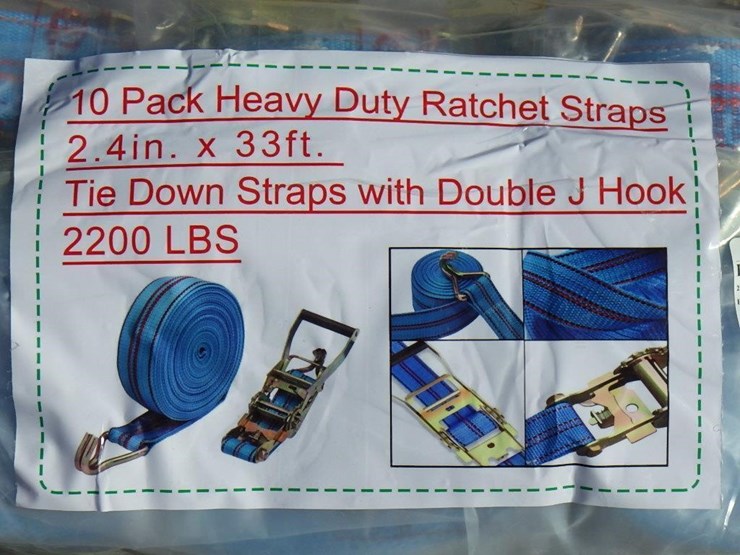 10 Pack Heavy Duty Ratchet Straps
2.4in. x 33ft.
Tie Down Straps with Double J Hook
2200 LBS